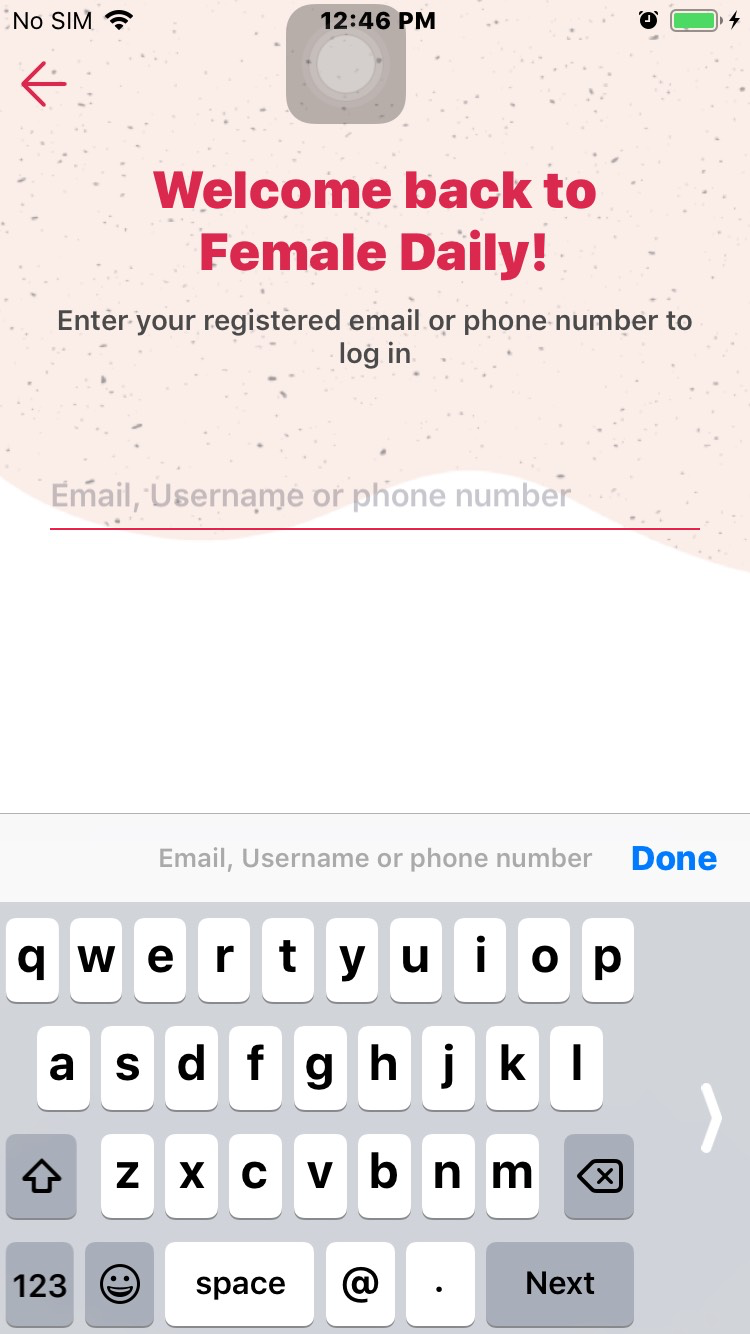 No SIM 12:46 PM
Welcome back to
Female Daily!
Enter your registered email or phone number to
log in
Email, Username or phone number
Email, Username or phone number Done
q w e r t y u i o p
a s d f g h j k l
z x c v b n m
123 space @ . Next